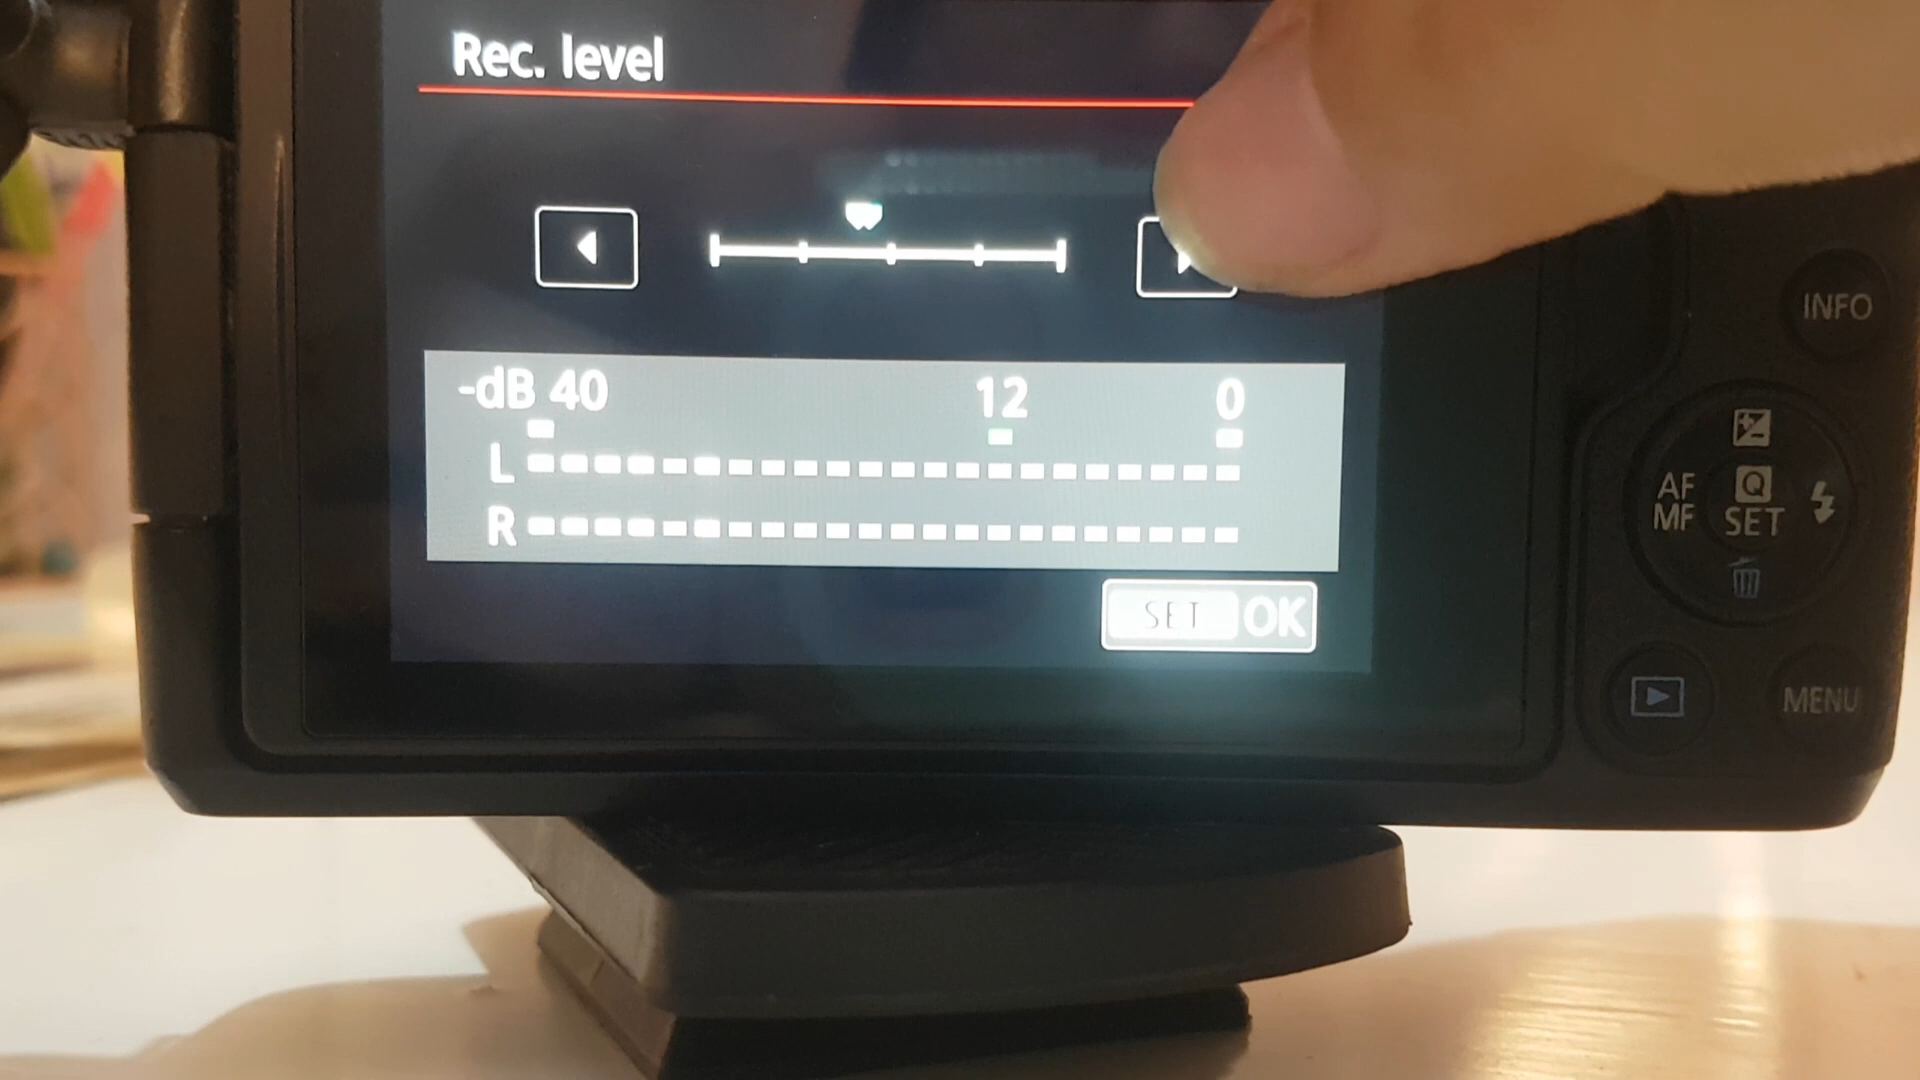 Rec. level
-dB 40 12 0
L
R
SET OK
INFO
AF
MF
Q
SET
MENU